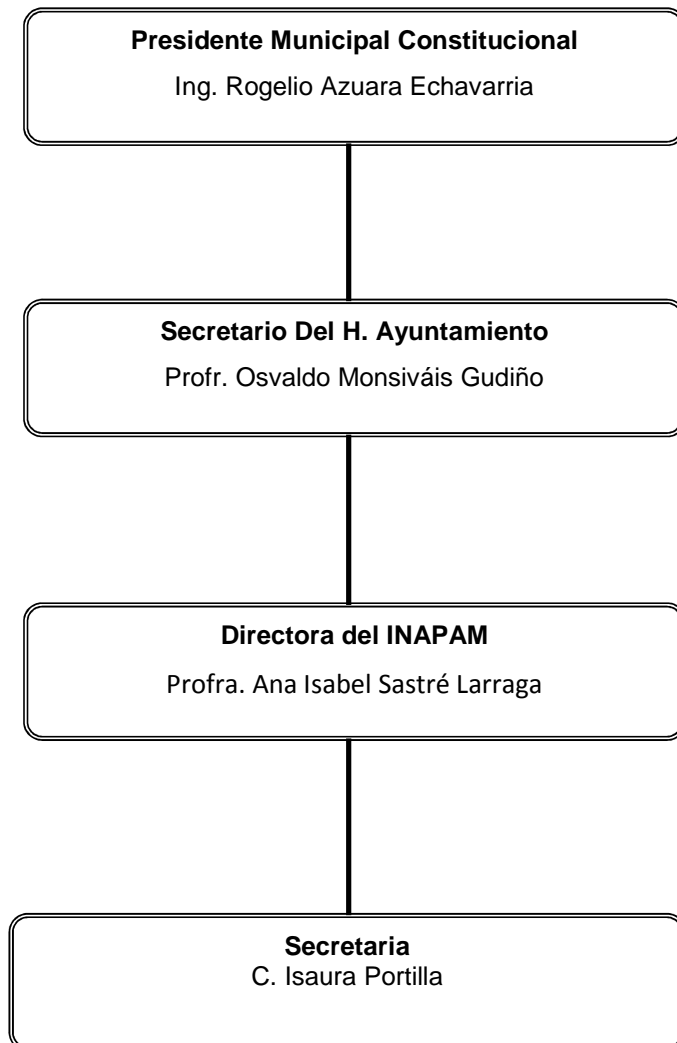 Presidente Municipal Constitucional
Ing. Rogelio Azuara Echavarria
Secretario Del H. Ayuntamiento
Profr. Osvaldo Monsiváis Gudiño
Directora del INAPAM
Profra. Ana Isabel Sastré Larraga
Secretaria
C. Isaura Portilla